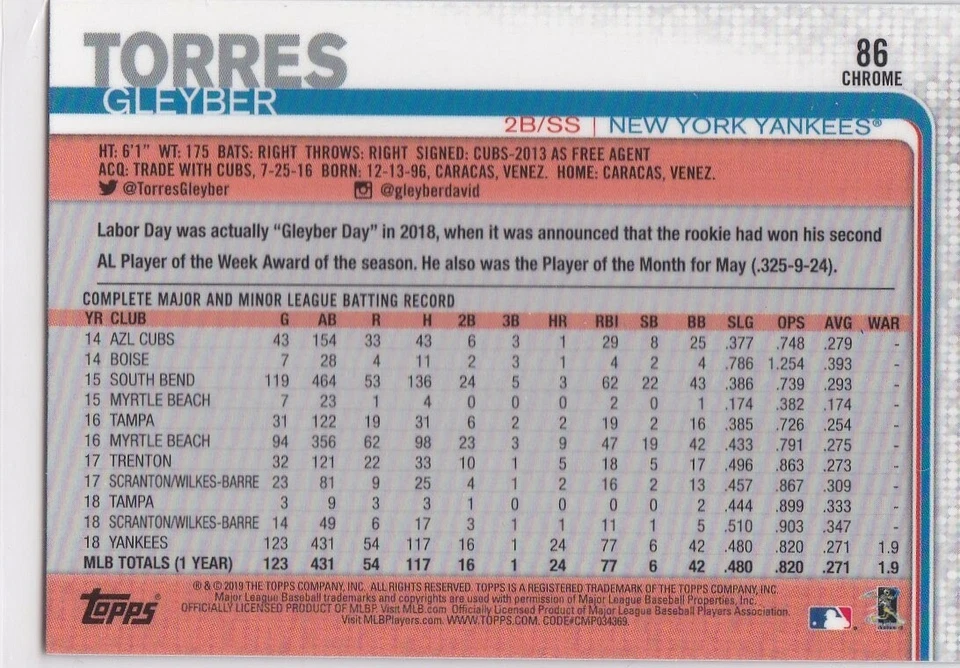 TORRES
GLEYBER
86
CHROME
2B/SS | NEW YORK YANKEES®
HT: 6'1" WT: 175 BATS: RIGHT THROWS: RIGHT SIGNED: CUBS-2013 AS FREE AGENT
ACQ: TRADE WITH CUBS, 7-25-16 BORN: 12-13-96, CARACAS, VENEZ. HOME: CARACAS, VENEZ.
@TorresGleyber @gleyberdavid
Labor Day was actually “Gleyber Day” in 2018, when it was announced that the rookie had won his second
AL Player of the Week Award of the season. He also was the Player of the Month for May (.325-9-24).
COMPLETE MAJOR AND MINOR LEAGUE BATTING RECORD
YR CLUB G AB R H 2B 3B HR RBI SB BB SLG OPS AVG WAR
14 AZL CUBS 43 154 33 43 6 3 1 29 8 25 .377 .748 .279 -
14 BOISE 7 28 4 11 2 3 1 4 2 4 .786 1.254 .393 -
15 SOUTH BEND 119 464 53 136 24 5 3 62 22 43 .386 .739 .293 -
15 MYRTLE BEACH 7 23 1 4 0 0 0 2 0 1 .174 .382 .174 -
16 TAMPA 31 122 19 31 6 2 2 19 2 16 .385 .726 .254 -
16 MYRTLE BEACH 94 356 62 98 23 3 9 47 19 42 .433 .791 .275 -
17 TRENTON 32 121 22 33 10 1 5 18 5 17 .496 .863 .273 -
17 SCRANTON/WILKES-BARRE 23 81 9 25 4 1 2 16 2 13 .457 .867 .309 -
18 TAMPA 3 9 3 3 1 0 0 0 0 2 .444 .899 .333 -
18 SCRANTON/WILKES-BARRE 14 49 6 17 3 1 1 11 1 5 .510 .903 .347 -
18 YANKEES 123 431 54 117 16 1 24 77 6 42 .480 .820 .271 1.9
MLB TOTALS (1 YEAR) 123 431 54 117 16 1 24 77 6 42 .480 .820 .271 1.9
Topps®
® & © 2019 THE TOPPS COMPANY, INC. ALL RIGHTS RESERVED. TOPPS IS A REGISTERED TRADEMARK OF THE TOPPS COMPANY, INC.
Major League Baseball trademarks and copyrights are used with permission of Major League Baseball Properties, Inc.
OFFICIALLY LICENSED PRODUCT OF MLBP. Visit MLB.com Officially Licensed Product of Major League Baseball Players Association.
Visit MLBPlayers.com. WWW.TOPPS.COM. CODE#CMP034369.